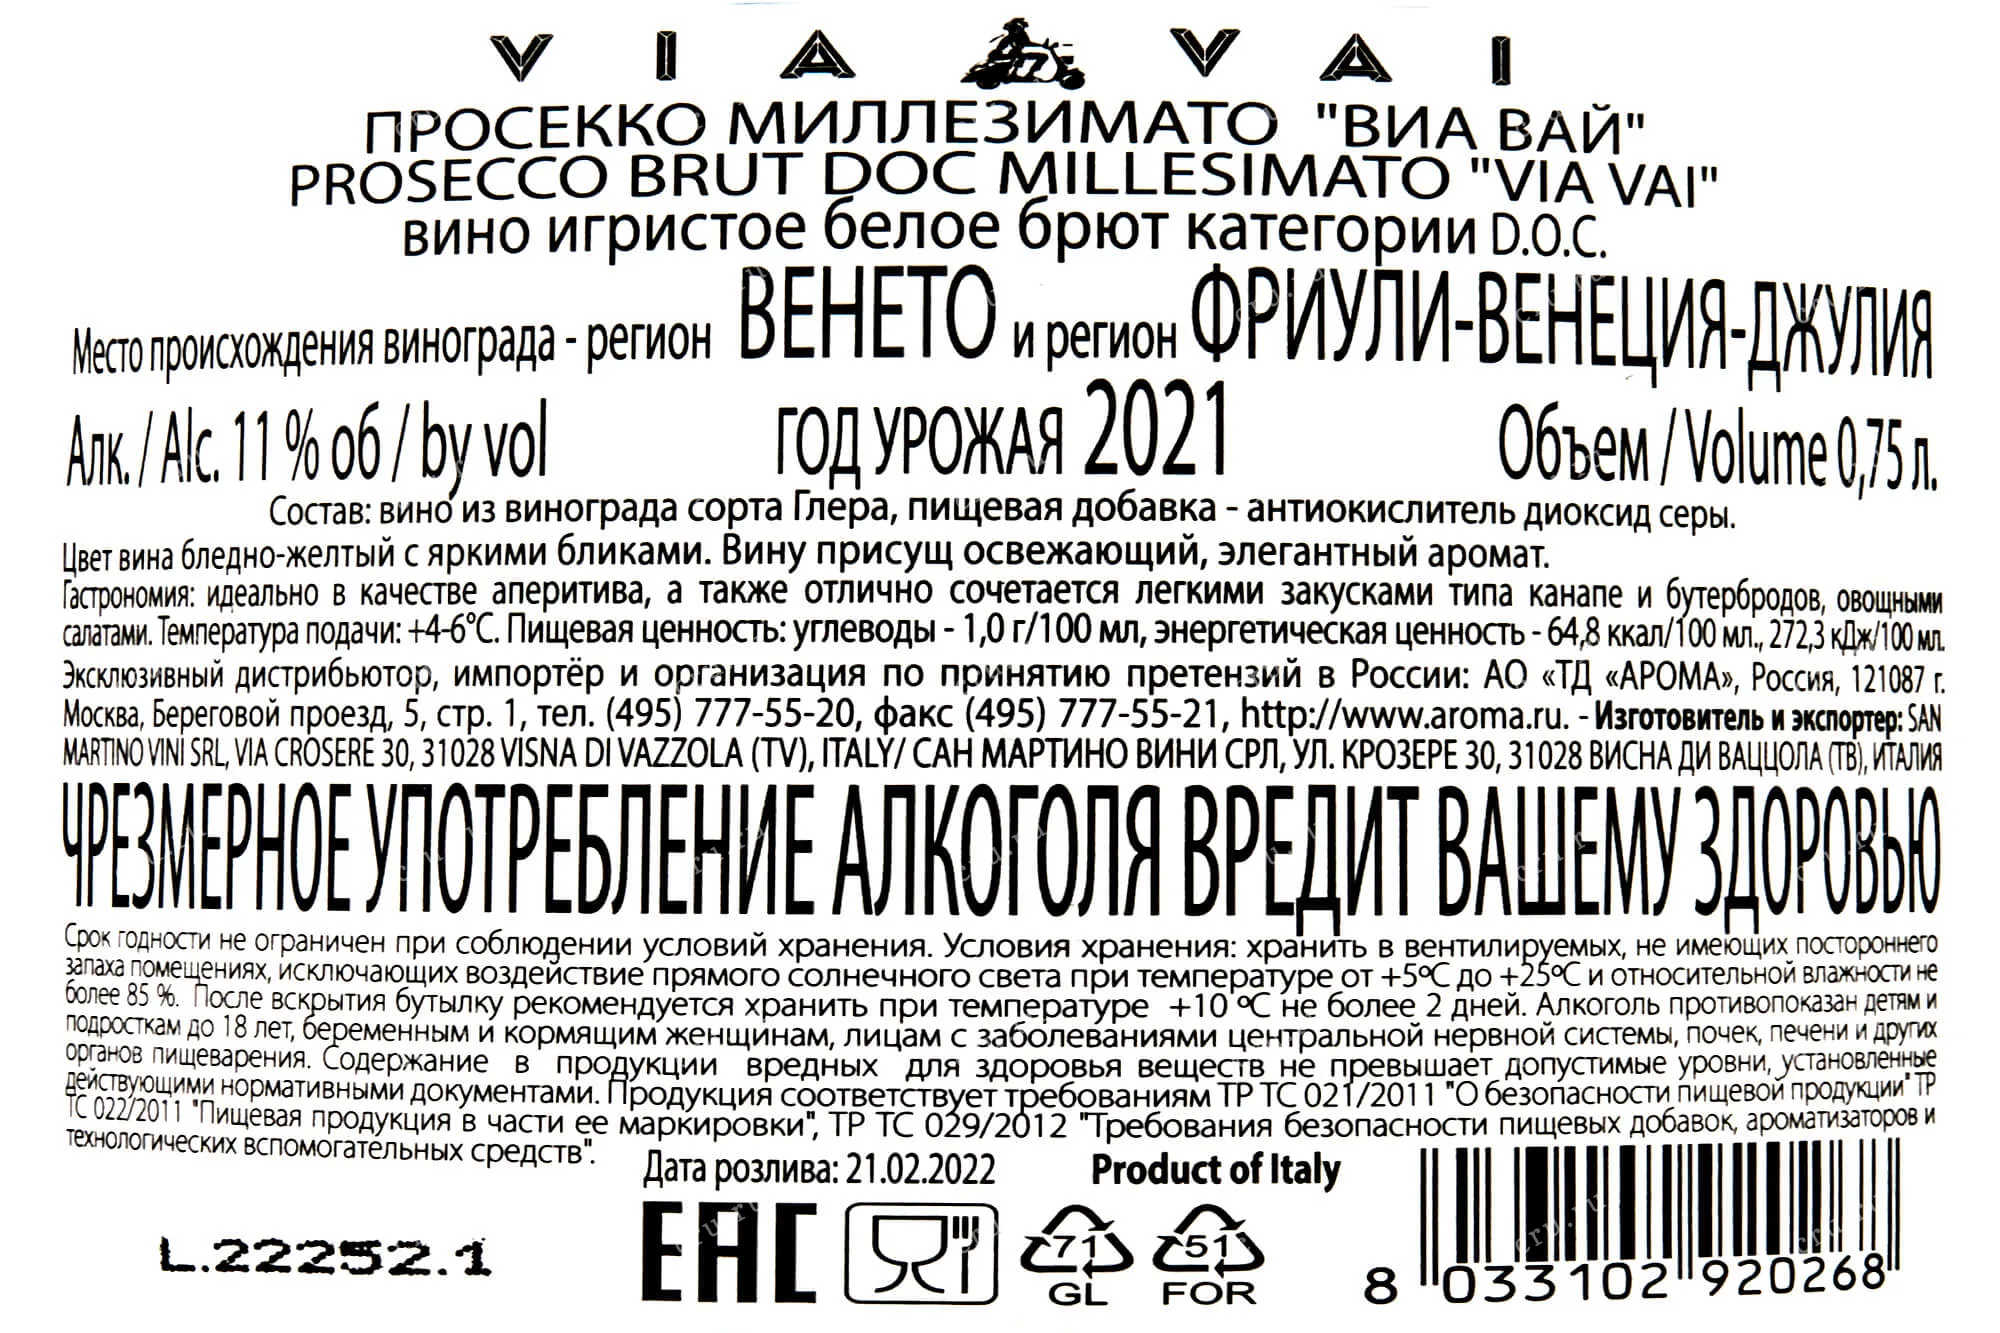 VIA VAI
ПРОСЕККО МИЛЛЕЗИМАТО "ВИА ВАЙ"
PROSECCO BRUT DOC MILLESIMATO "VIA VAI"
вино игристое белое брют категории D.O.C.
Место происхождения винограда - регион ВЕНЕТО и регион ФРИУЛИ-ВЕНЕЦИЯ-ДЖУЛИЯ
Алк. / Alc. 11 % об / by vol ГОД УРОЖАЯ 2021 Объем / Volume 0,75 л.
Состав: вино из винограда сорта Глера, пищевая добавка - антиокислитель диоксид серы.
Цвет вина бледно-желтый с яркими бликами. Вину присущ освежающий, элегантный аромат.
Гастрономия: идеально в качестве аперитива, а также отлично сочетается легкими закусками типа канапе и бутербродов, овощными
салатами. Температура подачи: +4-6°С. Пищевая ценность: углеводы - 1,0 г/100 мл, энергетическая ценность - 64,8 ккал/100 мл., 272,3 кДж/100 мл.
Эксклюзивный дистрибьютор, импортёр и организация по принятию претензий в России: АО «ТД «АРОМА», Россия, 121087 г.
Москва, Береговой проезд, 5, стр. 1, тел. (495) 777-55-20, факс (495) 777-55-21, http://www.aroma.ru. - Изготовитель и экспортер: SAN
MARTINO VINI SRL, VIA CROSERE 30, 31028 VISNA DI VAZZOLA (TV), ITALY/ САН МАРТИНО ВИНИ СРЛ, УЛ. КРОЗЕРЕ 30, 31028 ВИСНА ДИ ВАЦЦОЛА (ТВ), ИТАЛИЯ
ЧРЕЗМЕРНОЕ УПОТРЕБЛЕНИЕ АЛКОГОЛЯ ВРЕДИТ ВАШЕМУ ЗДОРОВЬЮ
Срок годности не ограничен при соблюдении условий хранения. Условия хранения: хранить в вентилируемых, не имеющих постороннего
запаха помещениях, исключающих воздействие прямого солнечного света при температуре от +5ºС до +25ºС и относительной влажности не
более 85 %. После вскрытия бутылку рекомендуется хранить при температуре +10 ºС не более 2 дней. Алкоголь противопоказан детям и
подросткам до 18 лет, беременным и кормящим женщинам, лицам с заболеваниями центральной нервной системы, почек, печени и других
органов пищеварения. Содержание в продукции вредных для здоровья веществ не превышает допустимые уровни, установленные
действующими нормативными документами. Продукция соответствует требованиям ТР ТС 021/2011 "О безопасности пищевой продукции" ТР
ТС 022/2011 "Пищевая продукция в части ее маркировки", ТР ТС 029/2012 "Требования безопасности пищевых добавок, ароматизаторов и
технологических вспомогательных средств".
Дата розлива: 21.02.2022 Product of Italy
L.22252.1 EAC 71 GL 51 FOR 8 033102 920268